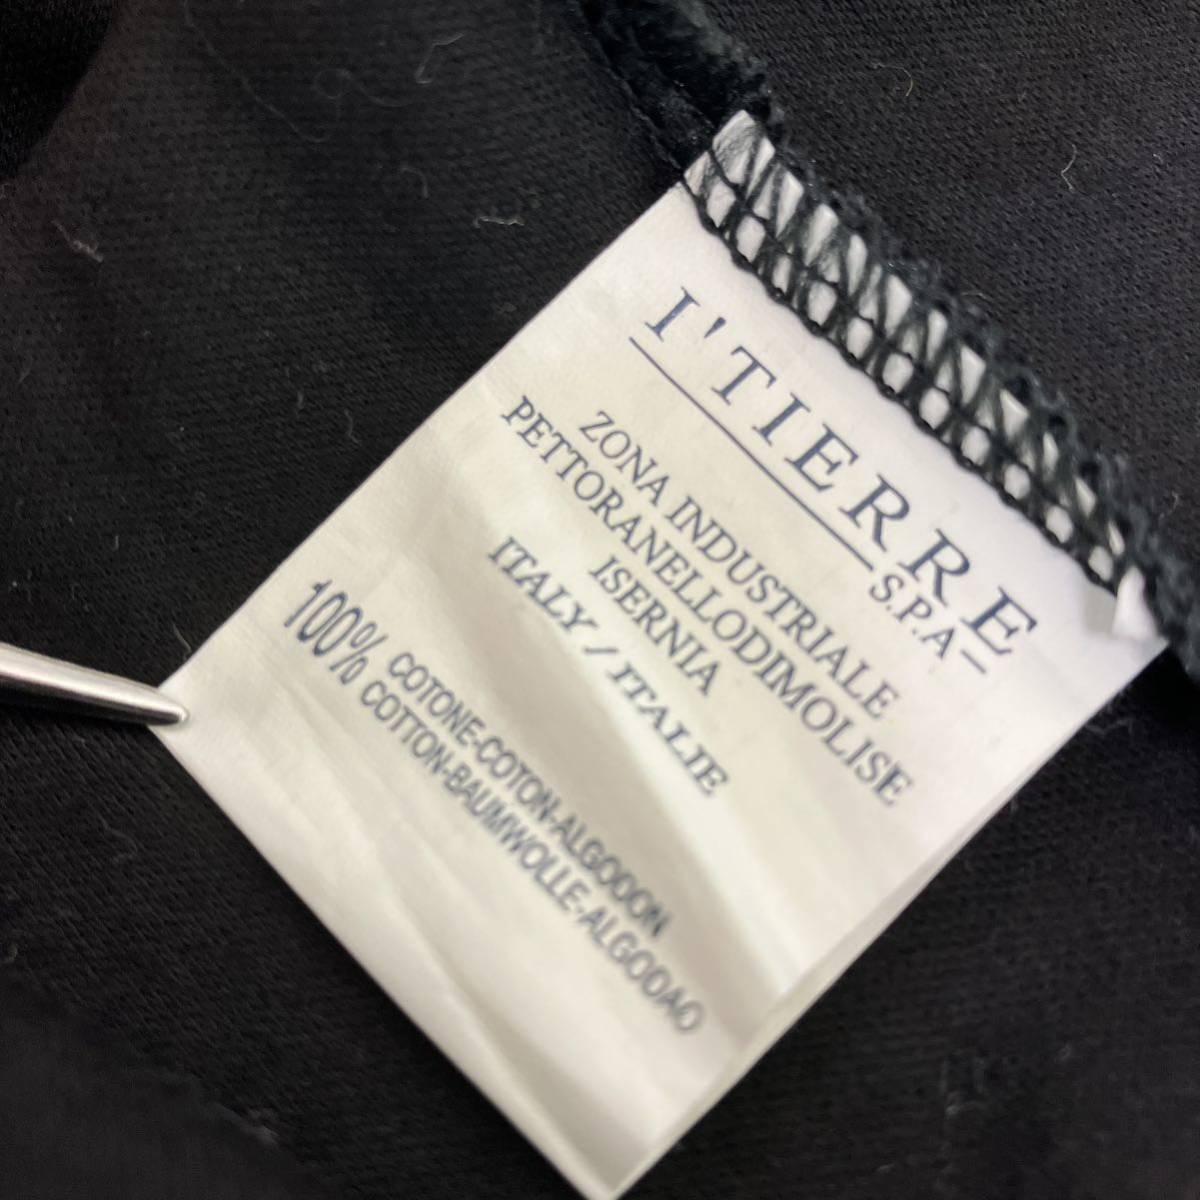 I'TIERRE
S.P.A
ZONA INDUSTRIALE
PETTORANELLODIMOLISE
ISERNIA
ITALY / ITALIE
100% COTONE-COTON-ALGODON
COTTON-BAUMWOLLE-ALGODAO